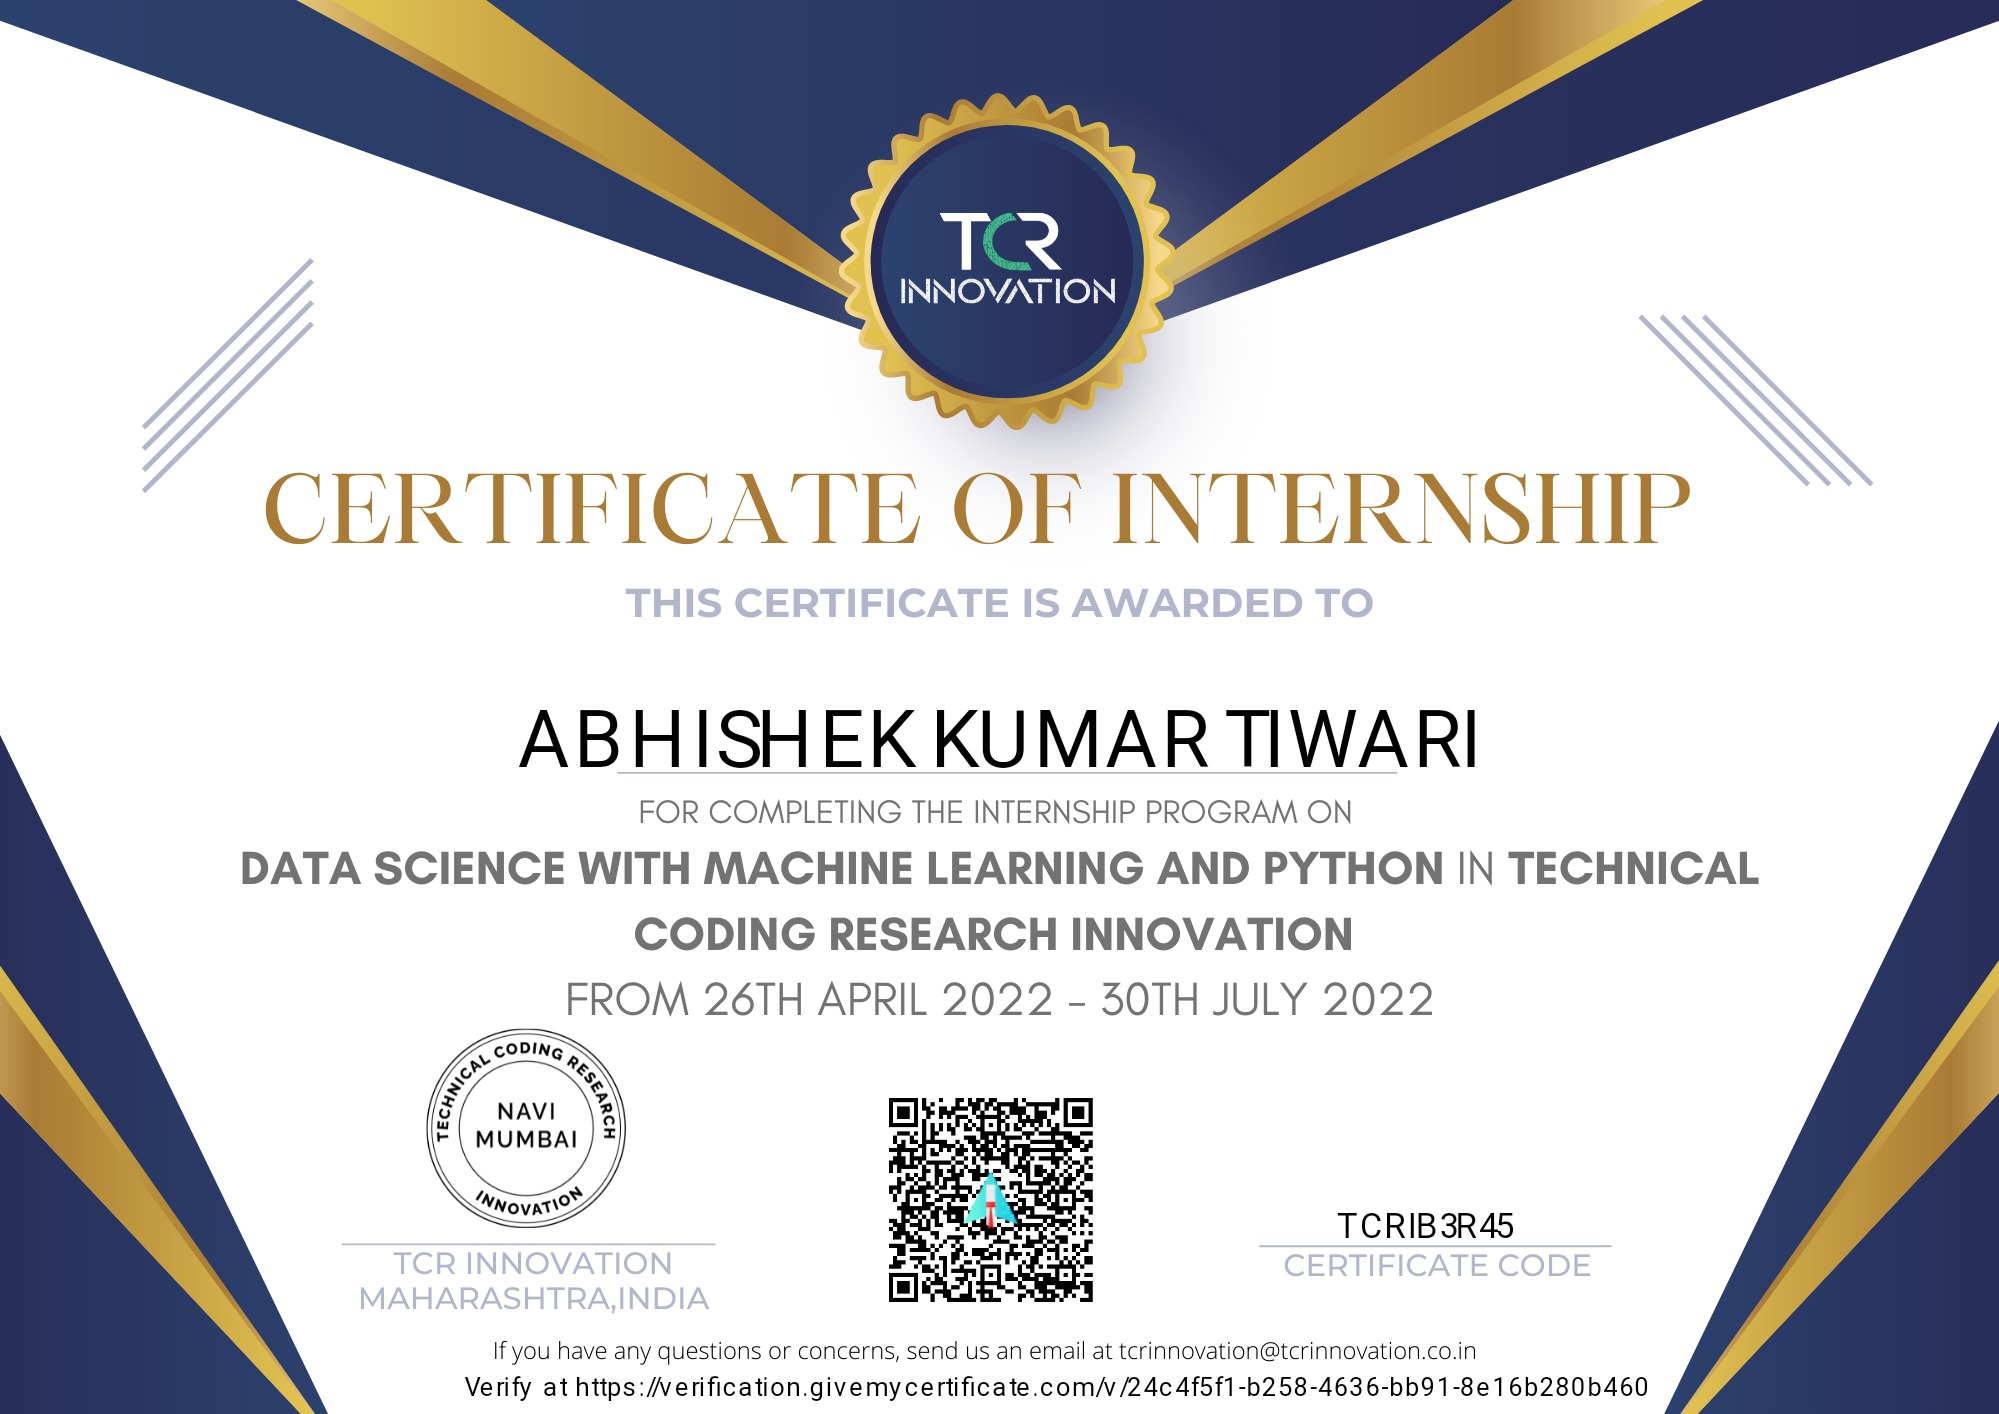 TCR
INNOVATION
CERTIFICATE OF INTERNSHIP
THIS CERTIFICATE IS AWARDED TO
ABHISHEK KUMAR TIWARI
FOR COMPLETING THE INTERNSHIP PROGRAM ON
DATA SCIENCE WITH MACHINE LEARNING AND PYTHON IN TECHNICAL
CODING RESEARCH INNOVATION
FROM 26TH APRIL 2022 - 30TH JULY 2022
TECHNICAL CODING RESEARCH
NAVI
MUMBAI
INNOVATION
TCR INNOVATION
MAHARASHTRA,INDIA
TCRIB3R45
CERTIFICATE CODE
If you have any questions or concerns, send us an email at tcrinnovation@tcrinnovation.co.in
Verify at https://verification.givemycertificate.com/v/24c4f5f1-b258-4636-bb91-8e16b280b460